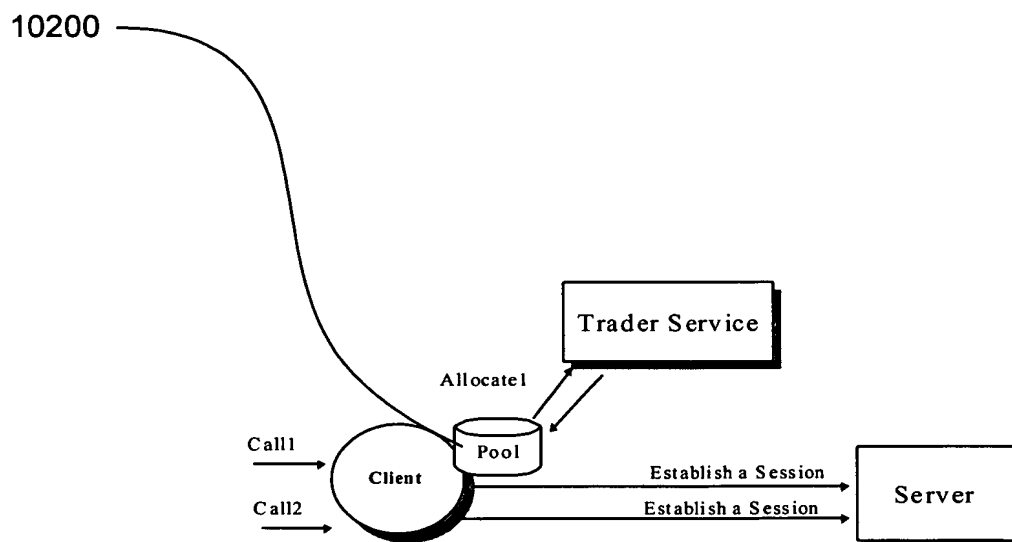 10200
Trader Service
Allocate1
Call1
Pool
Client
Establish a Session
Server
Call2
Establish a Session